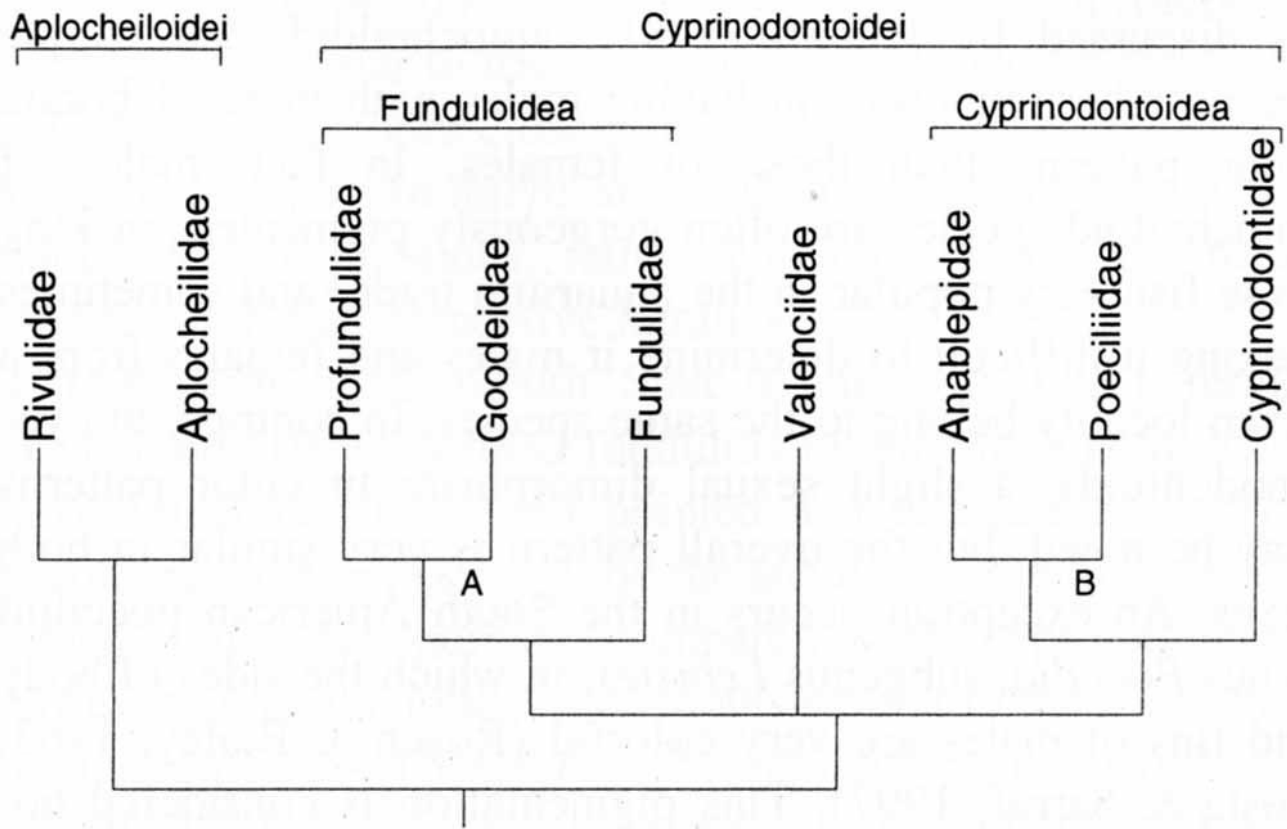 Aplocheiloidei
Cyprinodontoidei
Funduloidea
Cyprinodontoidea
Rivulidae
Aplocheilidae
Profundulidae
Goodeidae
Fundulidae
Valenciidae
Anablepidae
Poeciliidae
Cyprinodontidae
A
B